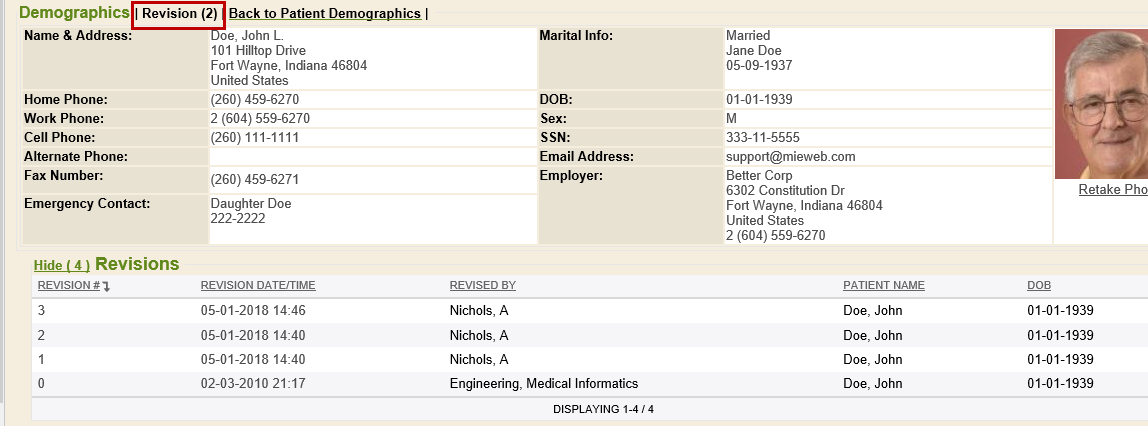 Demographics | Revision (2) | Back to Patient Demographics |
Name & Address: Doe, John L. Marital Info: Married
101 Hilltop Drive Jane Doe
Fort Wayne, Indiana 46804 05-09-1937
United States
Home Phone: (260) 459-6270 DOB: 01-01-1939
Work Phone: 2 (604) 559-6270 Sex: M
Cell Phone: (260) 111-1111 SSN: 333-11-5555
Alternate Phone: Email Address: support@mieweb.com
Fax Number: (260) 459-6271 Employer: Better Corp
6302 Constitution Dr
Retake Pho
Emergency Contact: Daughter Doe Fort Wayne, Indiana 46804
222-2222 United States
2 (604) 559-6270
Hide ( 4 ) Revisions
REVISION # REVISION DATE/TIME REVISED BY PATIENT NAME DOB
3 05-01-2018 14:46 Nichols, A Doe, John 01-01-1939
2 05-01-2018 14:40 Nichols, A Doe, John 01-01-1939
1 05-01-2018 14:40 Nichols, A Doe, John 01-01-1939
0 02-03-2010 21:17 Engineering, Medical Informatics Doe, John 01-01-1939
DISPLAYING 1-4 / 4